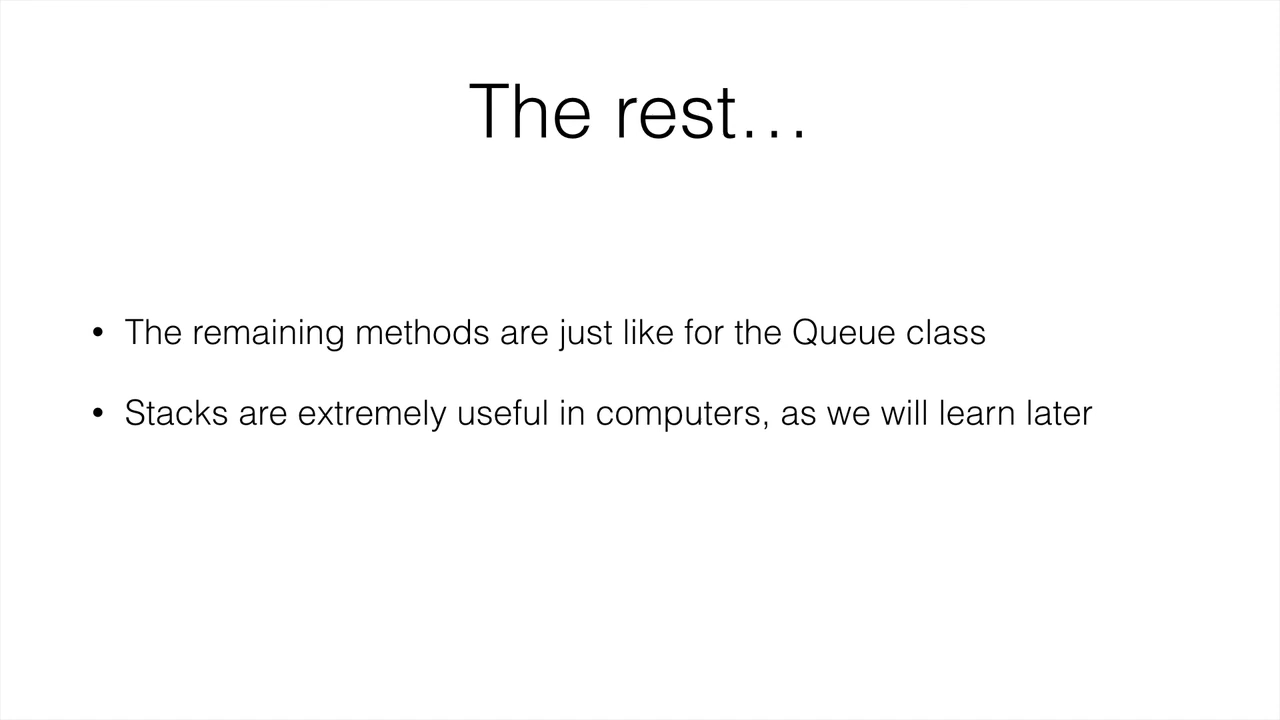 The rest…
• The remaining methods are just like for the Queue class
• Stacks are extremely useful in computers, as we will learn later